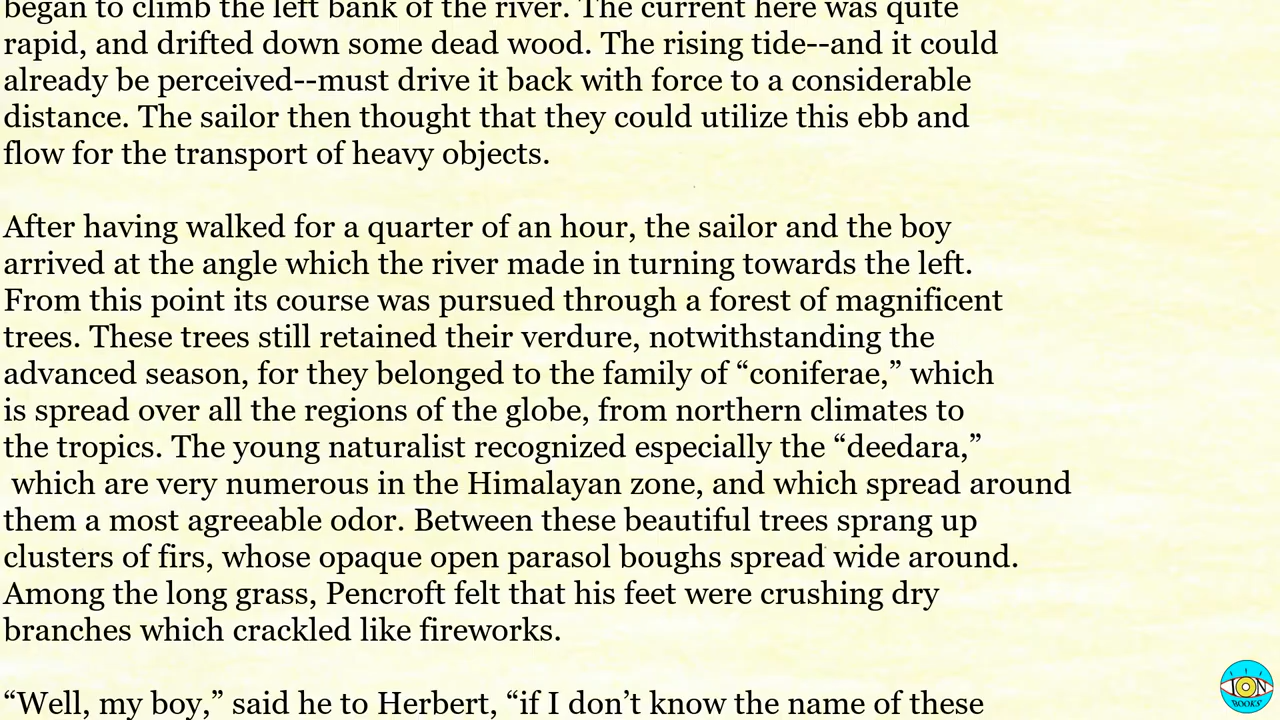 began to climb the left bank of the river. The current here was quite
rapid, and drifted down some dead wood. The rising tide--and it could
already be perceived--must drive it back with force to a considerable
distance. The sailor then thought that they could utilize this ebb and
flow for the transport of heavy objects.
After having walked for a quarter of an hour, the sailor and the boy
arrived at the angle which the river made in turning towards the left.
From this point its course was pursued through a forest of magnificent
trees. These trees still retained their verdure, notwithstanding the
advanced season, for they belonged to the family of “coniferae,” which
is spread over all the regions of the globe, from northern climates to
the tropics. The young naturalist recognized especially the “deedara,”
which are very numerous in the Himalayan zone, and which spread around
them a most agreeable odor. Between these beautiful trees sprang up
clusters of firs, whose opaque open parasol boughs spread wide around.
Among the long grass, Pencroft felt that his feet were crushing dry
branches which crackled like fireworks.
“Well, my boy,” said he to Herbert, “if I don’t know the name of these
ION
BOOKS